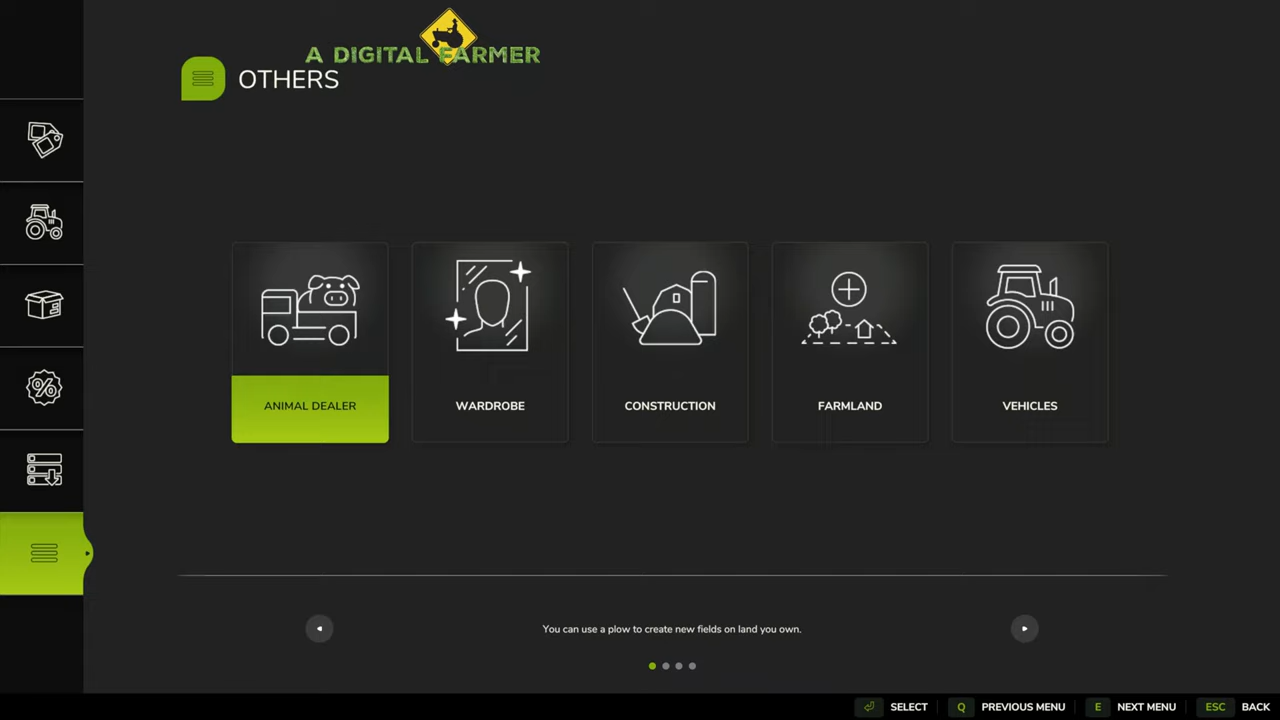 A DIGITAL FARMER
OTHERS
ANIMAL DEALER
WARDROBE
CONSTRUCTION
FARMLAND
VEHICLES
You can use a plow to create new fields on land you own.
SELECT
Q PREVIOUS MENU
E NEXT MENU
ESC BACK